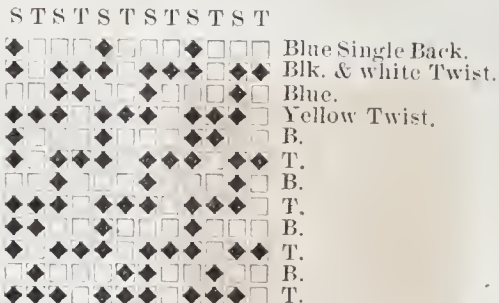 S T S T S T S T S T S T
Blue Single Back.
Blk. & white Twist.
Blue.
Yellow Twist.
B.
T.
B.
T.
B.
T.
B.
T.